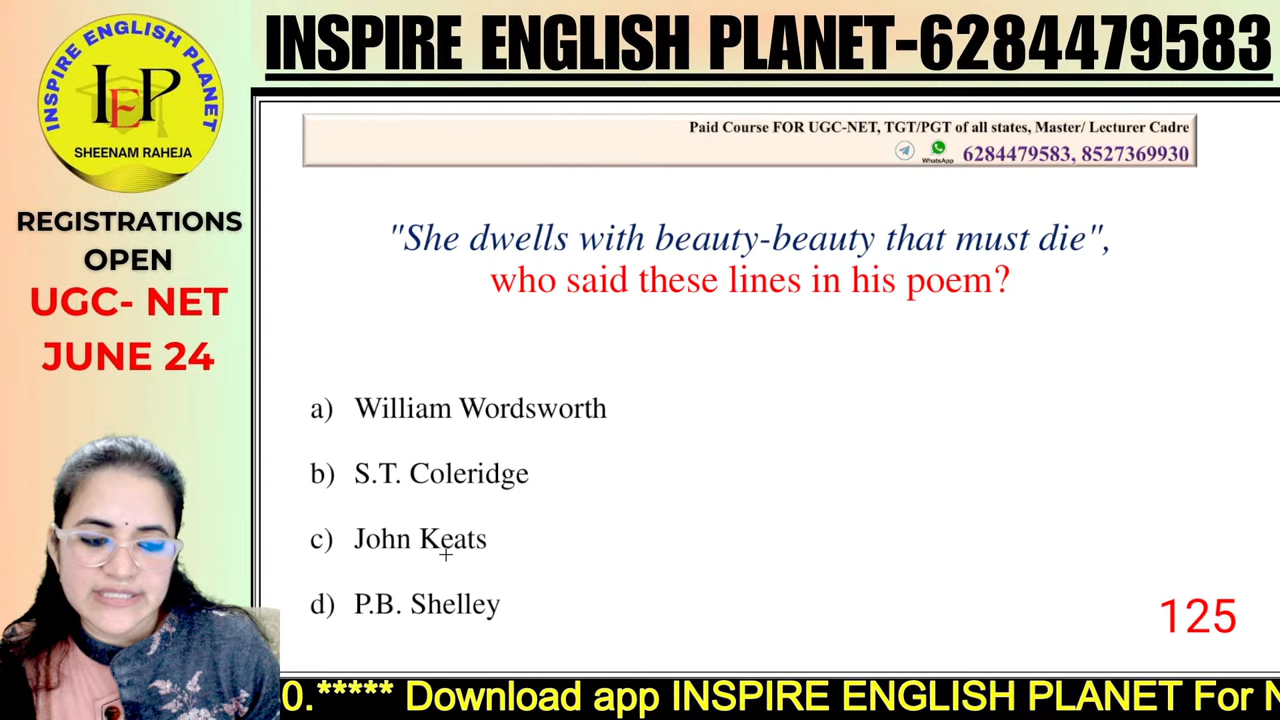 INSPIRE ENGLISH PLANET
IEP
SHEENAM RAHEJA
REGISTRATIONS
OPEN
UGC- NET
JUNE 24
INSPIRE ENGLISH PLANET-6284479583
Paid Course FOR UGC-NET, TGT/PGT of all states, Master/ Lecturer Cadre
WhatsApp 6284479583, 8527369930
"She dwells with beauty-beauty that must die",
who said these lines in his poem?
a) William Wordsworth
b) S.T. Coleridge
c) John Keats
d) P.B. Shelley
125
0.***** Download app INSPIRE ENGLISH PLANET For N